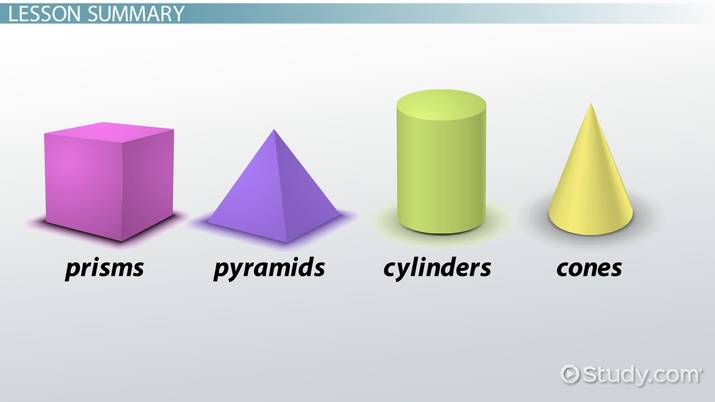 LESSON SUMMARY
prisms pyramids cylinders cones
Study.com